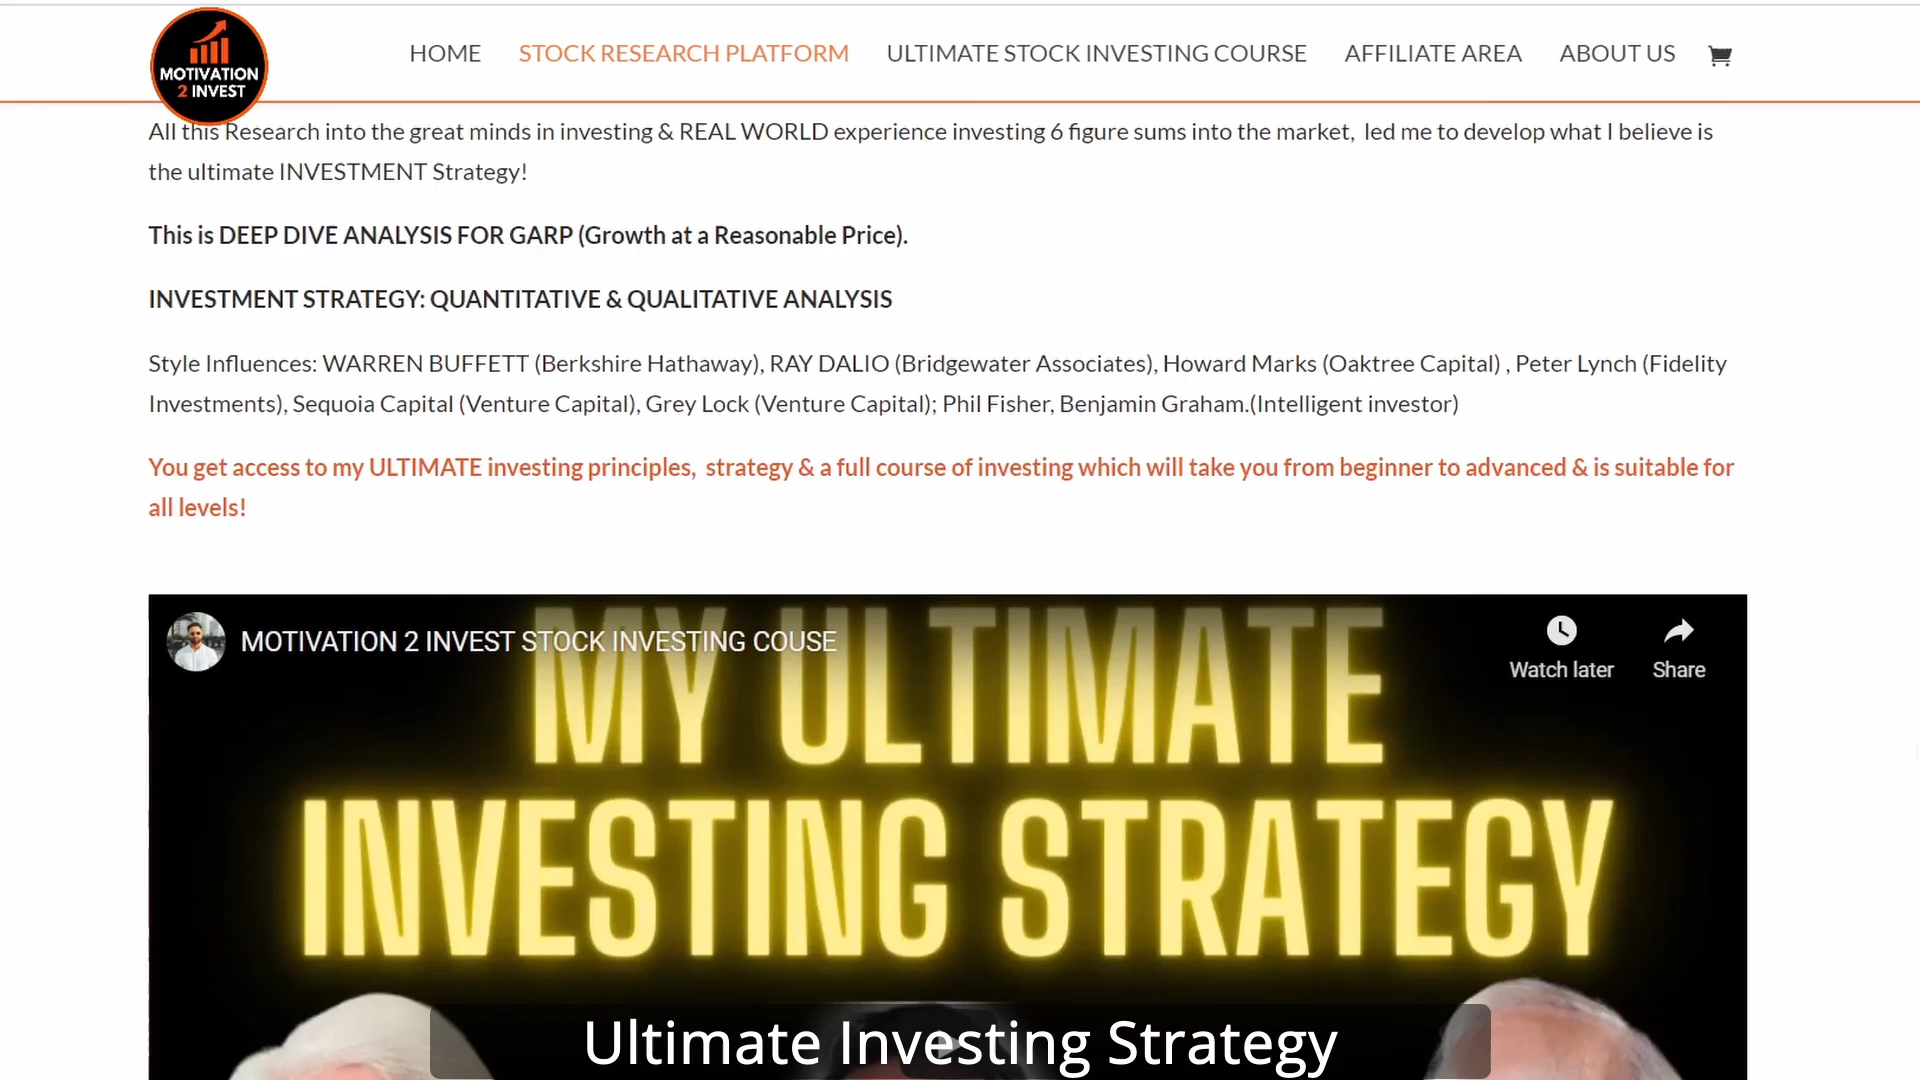 MOTIVATION
2 INVEST
HOME STOCK RESEARCH PLATFORM ULTIMATE STOCK INVESTING COURSE AFFILIATE AREA ABOUT US
All this Research into the great minds in investing & REAL WORLD experience investing 6 figure sums into the market, led me to develop what I believe is
the ultimate INVESTMENT Strategy!
This is DEEP DIVE ANALYSIS FOR GARP (Growth at a Reasonable Price).
INVESTMENT STRATEGY: QUANTITATIVE & QUALITATIVE ANALYSIS
Style Influences: WARREN BUFFETT (Berkshire Hathaway), RAY DALIO (Bridgewater Associates), Howard Marks (Oaktree Capital) , Peter Lynch (Fidelity
Investments), Sequoia Capital (Venture Capital), Grey Lock (Venture Capital); Phil Fisher, Benjamin Graham.(Intelligent investor)
You get access to my ULTIMATE investing principles, strategy & a full course of investing which will take you from beginner to advanced & is suitable for
all levels!
MOTIVATION 2 INVEST STOCK INVESTING COUSE
Watch later Share
MY ULTIMATE
INVESTING STRATEGY
Ultimate Investing Strategy